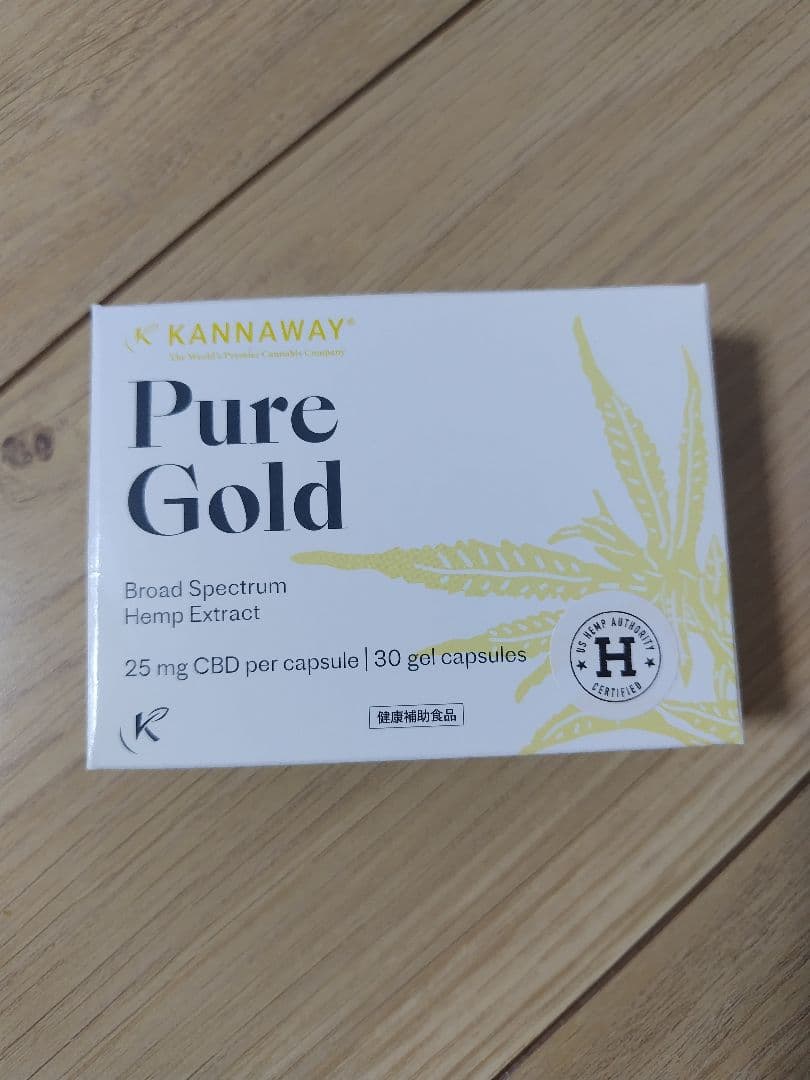 KANNAWAY®
The World's Premier Cannabis Company
Pure
Gold
Broad Spectrum
Hemp Extract
25 mg CBD per capsule | 30 gel capsules
健康補助食品
US HEMP AUTHORITY
H
CERTIFIED
K